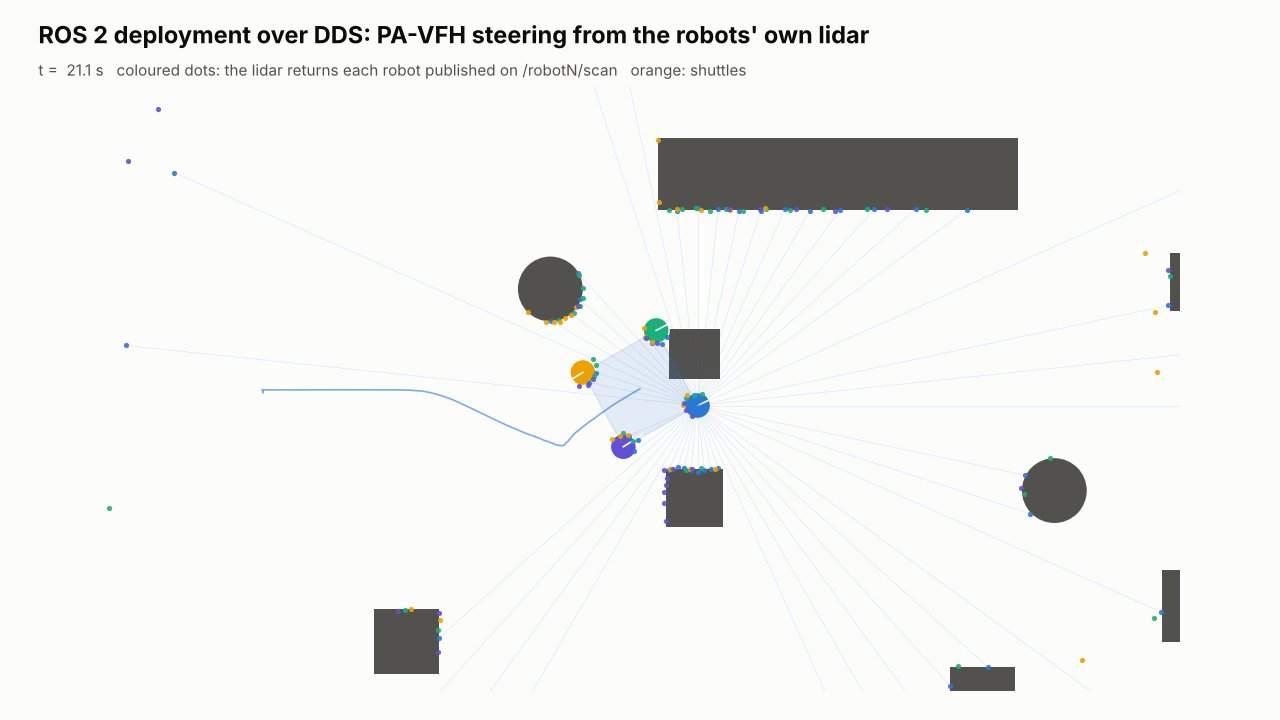 ROS 2 deployment over DDS: PA-VFH steering from the robots' own lidar
t =  21.1 s   coloured dots: the lidar returns each robot published on /robotN/scan   orange: shuttles